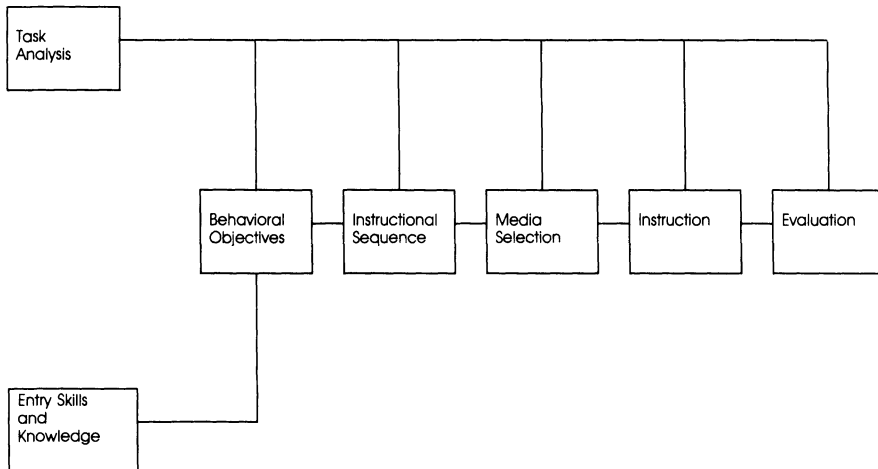 Task
Analysis
Behavioral
Objectives
Instructional
Sequence
Media
Selection
Instruction
Evaluation
Entry Skills
and
Knowledge